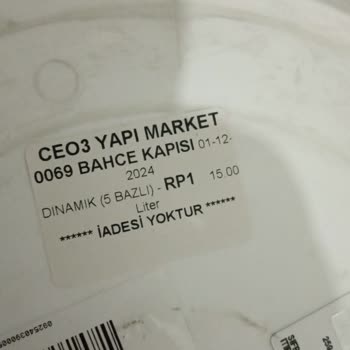 CEO3 YAPI MARKET
0069 BAHCE KAPISI 01-12-
2024
DINAMIK (5 BAZLI) - RP1 15.00
Liter
****** İADESİ YOKTUR ******